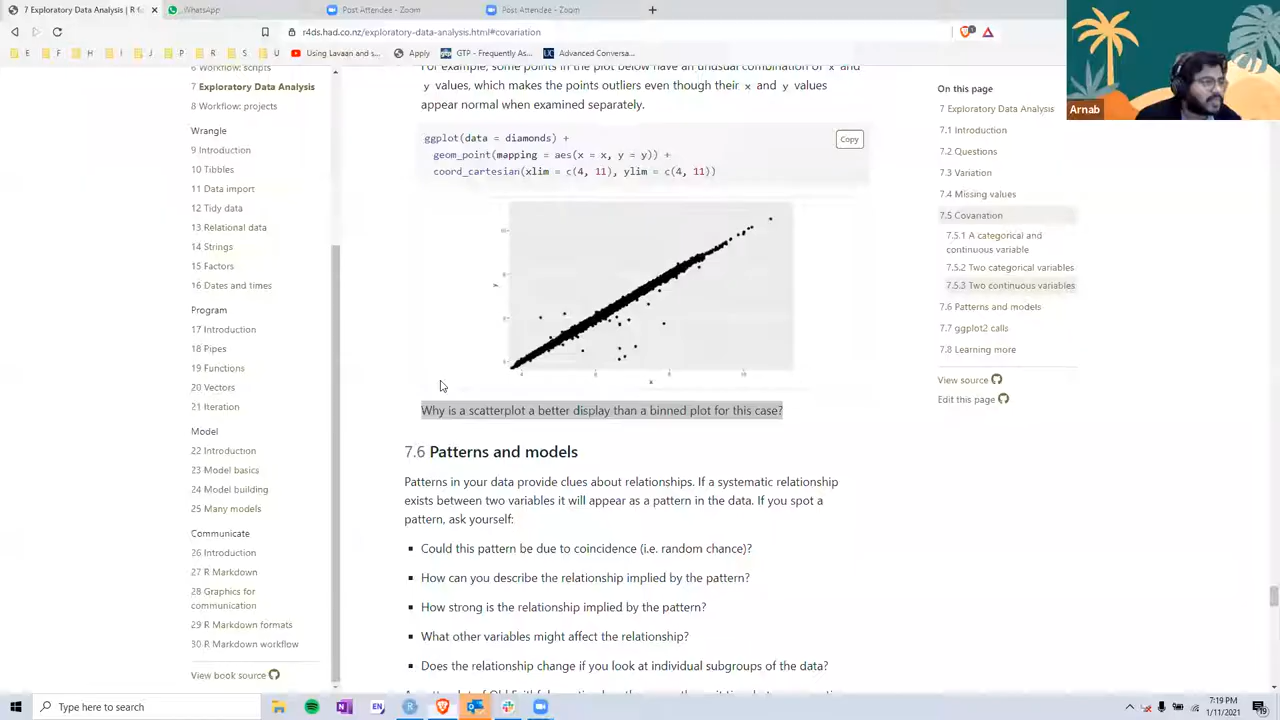 7 Exploratory Data Analysis | R f
WhatsApp
Post Attendee - Zoom
Post Attendee - Zoom
r4ds.had.co.nz/exploratory-data-analysis.html#covariation
E
F
H
I
J
P
R
S
U
Using Lavaan and s...
Apply
GTP - Frequently As...
Advanced Conversa...
Arnab
6 Workflow: scripts
7 Exploratory Data Analysis
8 Workflow: projects
Wrangle
9 Introduction
10 Tibbles
11 Data import
12 Tidy data
13 Relational data
14 Strings
15 Factors
16 Dates and times
Program
17 Introduction
18 Pipes
19 Functions
20 Vectors
21 Iteration
Model
22 Introduction
23 Model basics
24 Model building
25 Many models
Communicate
26 Introduction
27 R Markdown
28 Graphics for
communication
29 R Markdown formats
30 R Markdown workflow
View book source
For example, some points in the plot below have an unusual combination of x and
y values, which makes the points outliers even though their x and y values
appear normal when examined separately.
ggplot(data = diamonds) +
geom_point(mapping = aes(x = x, y = y)) +
coord_cartesian(xlim = c(4, 11), ylim = c(4, 11))
Copy
y
x
Why is a scatterplot a better display than a binned plot for this case?
7.6 Patterns and models
Patterns in your data provide clues about relationships. If a systematic relationship
exists between two variables it will appear as a pattern in the data. If you spot a
pattern, ask yourself:
Could this pattern be due to coincidence (i.e. random chance)?
How can you describe the relationship implied by the pattern?
How strong is the relationship implied by the pattern?
What other variables might affect the relationship?
Does the relationship change if you look at individual subgroups of the data?
On this page
7 Exploratory Data Analysis
7.1 Introduction
7.2 Questions
7.3 Variation
7.4 Missing values
7.5 Covariation
7.5.1 A categorical and
continuous variable
7.5.2 Two categorical variables
7.5.3 Two continuous variables
7.6 Patterns and models
7.7 ggplot2 calls
7.8 Learning more
View source
Edit this page
Type here to search
7:19 PM
1/11/2021